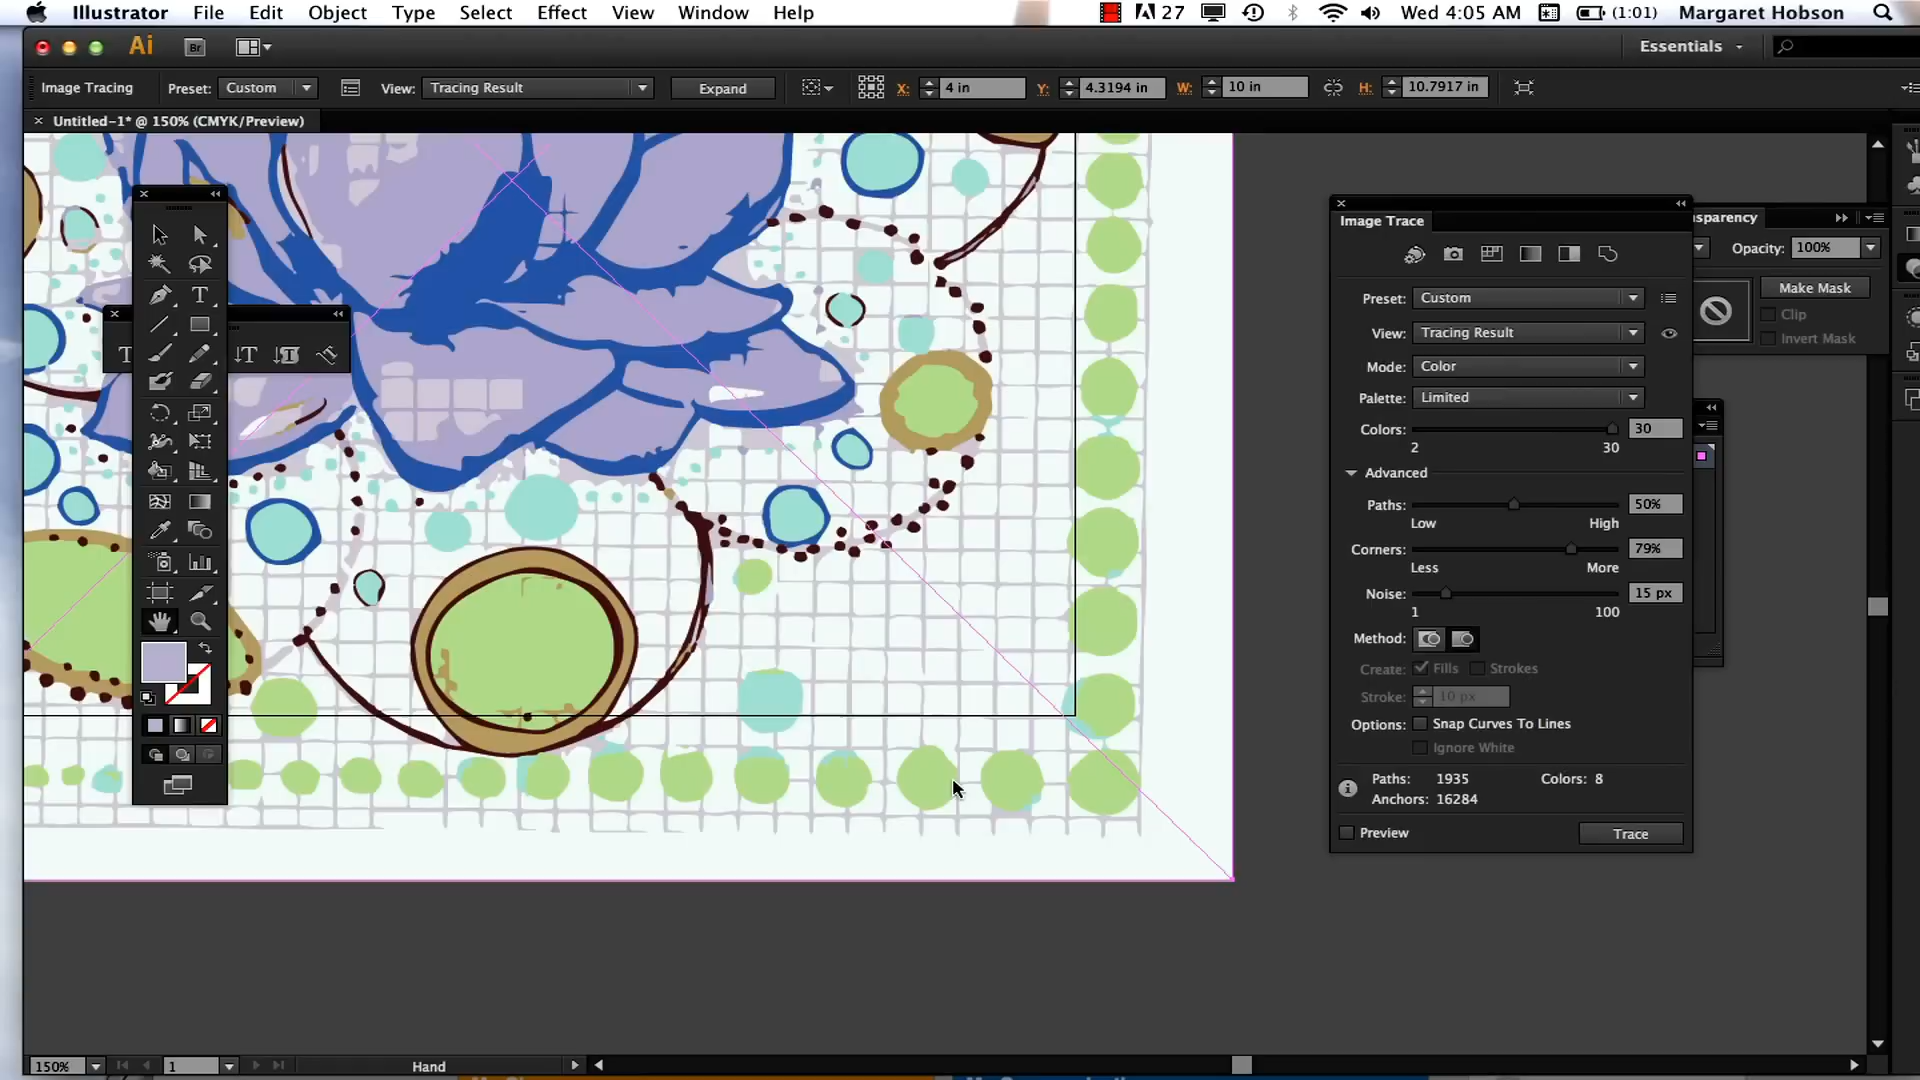 Illustrator File Edit Object Type Select Effect View Window Help 27 Wed 4:05 AM (1:01) Margaret Hobson
Ai Br Essentials
Image Tracing Preset: Custom View: Tracing Result Expand X: 4 in Y: 4.3194 in W: 10 in H: 10.7917 in
× Untitled-1* @ 150% (CMYK/Preview)
Image Trace
Preset: Custom
View: Tracing Result
Mode: Color
Palette: Limited
Colors: 30
2 30
Advanced
Paths: 50%
Low High
Corners: 79%
Less More
Noise: 15 px
1 100
Method:
Create: Fills Strokes
Stroke: 10 px
Options: Snap Curves To Lines
Ignore White
Paths: 1935 Colors: 8
Anchors: 16284
Preview Trace
sparency
Opacity: 100%
Make Mask
Clip
Invert Mask
150% 1 Hand